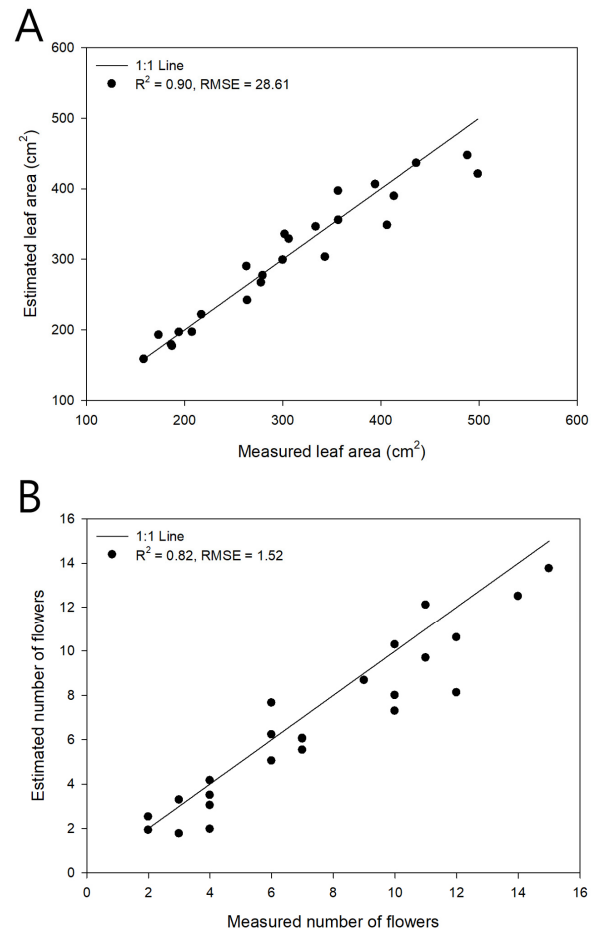 A
600
500
400
300
200
100
100 200 300 400 500 600
1:1 Line
R² = 0.90, RMSE = 28.61
Estimated leaf area (cm²)
Measured leaf area (cm²)
B
16
14
12
10
8
6
4
2
0
0 2 4 6 8 10 12 14 16
1:1 Line
R² = 0.82, RMSE = 1.52
Estimated number of flowers
Measured number of flowers